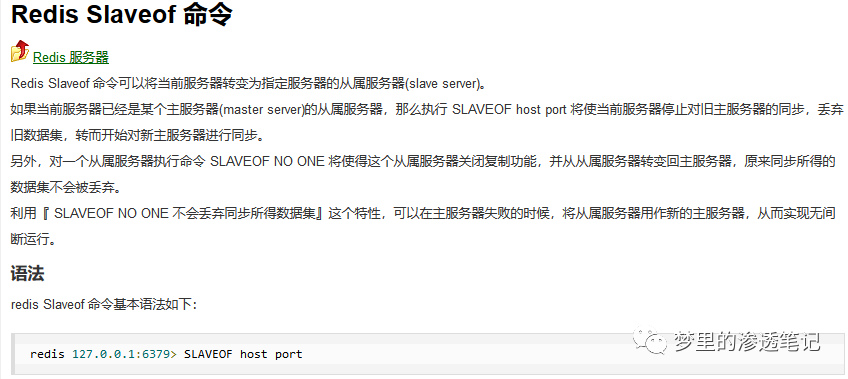 Redis Slaveof 命令
Redis 服务器
Redis Slaveof 命令可以将当前服务器转变为指定服务器的从属服务器(slave server)。
如果当前服务器已经是某个主服务器(master server)的从属服务器，那么执行 SLAVEOF host port 将使当前服务器停止对旧主服务器的同步，丢弃
旧数据集，转而开始对新主服务器进行同步。
另外，对一个从属服务器执行命令 SLAVEOF NO ONE 将使得这个从属服务器关闭复制功能，并从从属服务器转变回主服务器，原来同步所得的
数据集不会被丢弃。
利用『 SLAVEOF NO ONE 不会丢弃同步所得数据集』这个特性，可以在主服务器失败的时候，将从属服务器用作新的主服务器，从而实现无间
断运行。
语法
redis Slaveof 命令基本语法如下：
redis 127.0.0.1:6379> SLAVEOF host port
梦里的渗透笔记